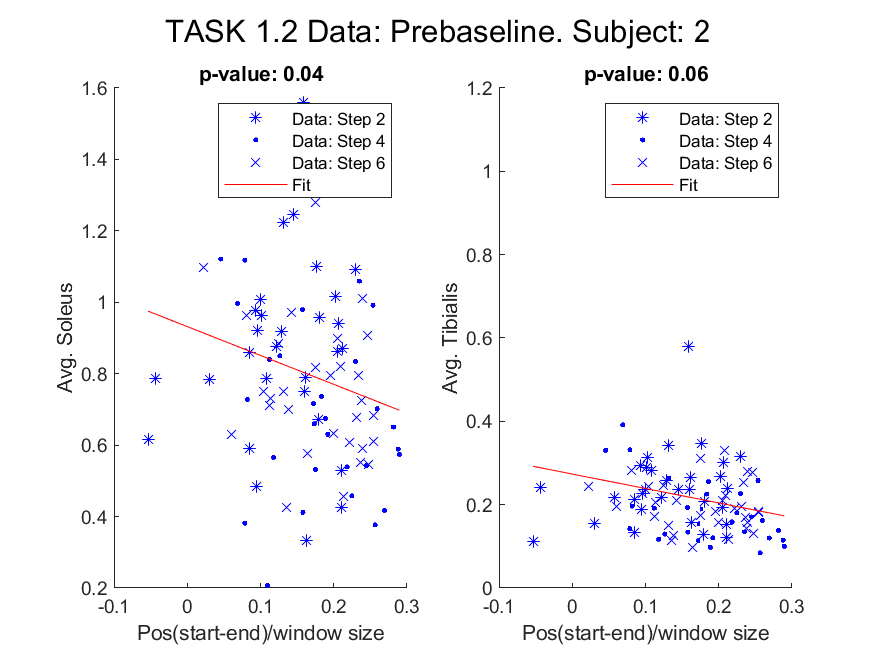 TASK 1.2 Data: Prebaseline. Subject: 2
p-value: 0.04
1.6
1.4
1.2
1
0.8
0.6
0.4
0.2
-0.1
0
0.1
0.2
0.3
Avg. Soleus
Pos(start-end)/window size
Data: Step 2
Data: Step 4
Data: Step 6
Fit
p-value: 0.06
1.2
1
0.8
0.6
0.4
0.2
0
-0.1
0
0.1
0.2
0.3
Avg. Tibialis
Pos(start-end)/window size
Data: Step 2
Data: Step 4
Data: Step 6
Fit